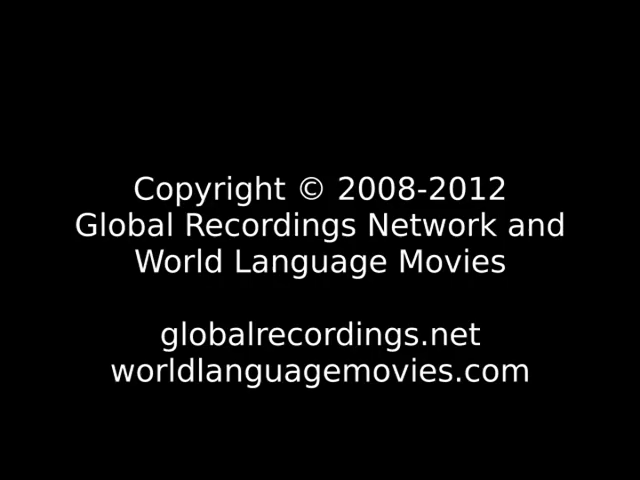 Copyright © 2008-2012
Global Recordings Network and
World Language Movies
globalrecordings.net
worldlanguagemovies.com